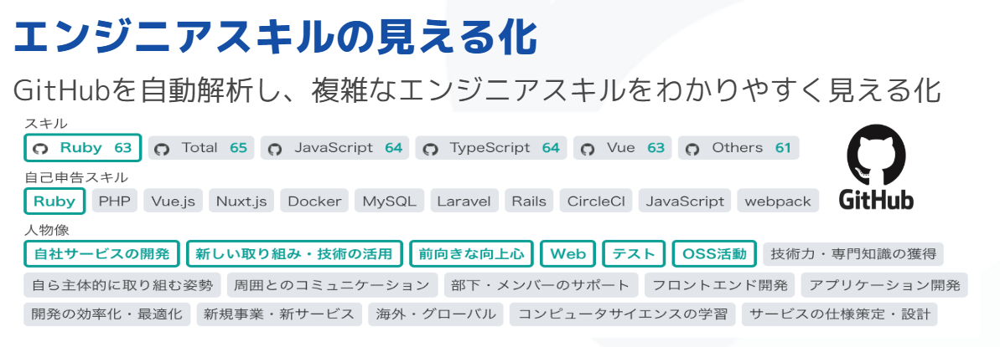 エンジニアスキルの見える化
GitHubを自動解析し、複雑なエンジニアスキルをわかりやすく見える化
スキル
Ruby 63 Total 65 JavaScript 64 TypeScript 64 Vue 63 Others 61
GitHub
自己申告スキル
Ruby PHP Vue.js Nuxt.js Docker MySQL Laravel Rails CircleCI JavaScript webpack
人物像
自社サービスの開発 新しい取り組み・技術の活用 前向きな向上心 Web テスト OSS活動 技術力・専門知識の獲得
自ら主体的に取り組む姿勢 周囲とのコミュニケーション 部下・メンバーのサポート フロントエンド開発 アプリケーション開発
開発の効率化・最適化 新規事業・新サービス 海外・グローバル コンピュータサイエンスの学習 サービスの仕様策定・設計